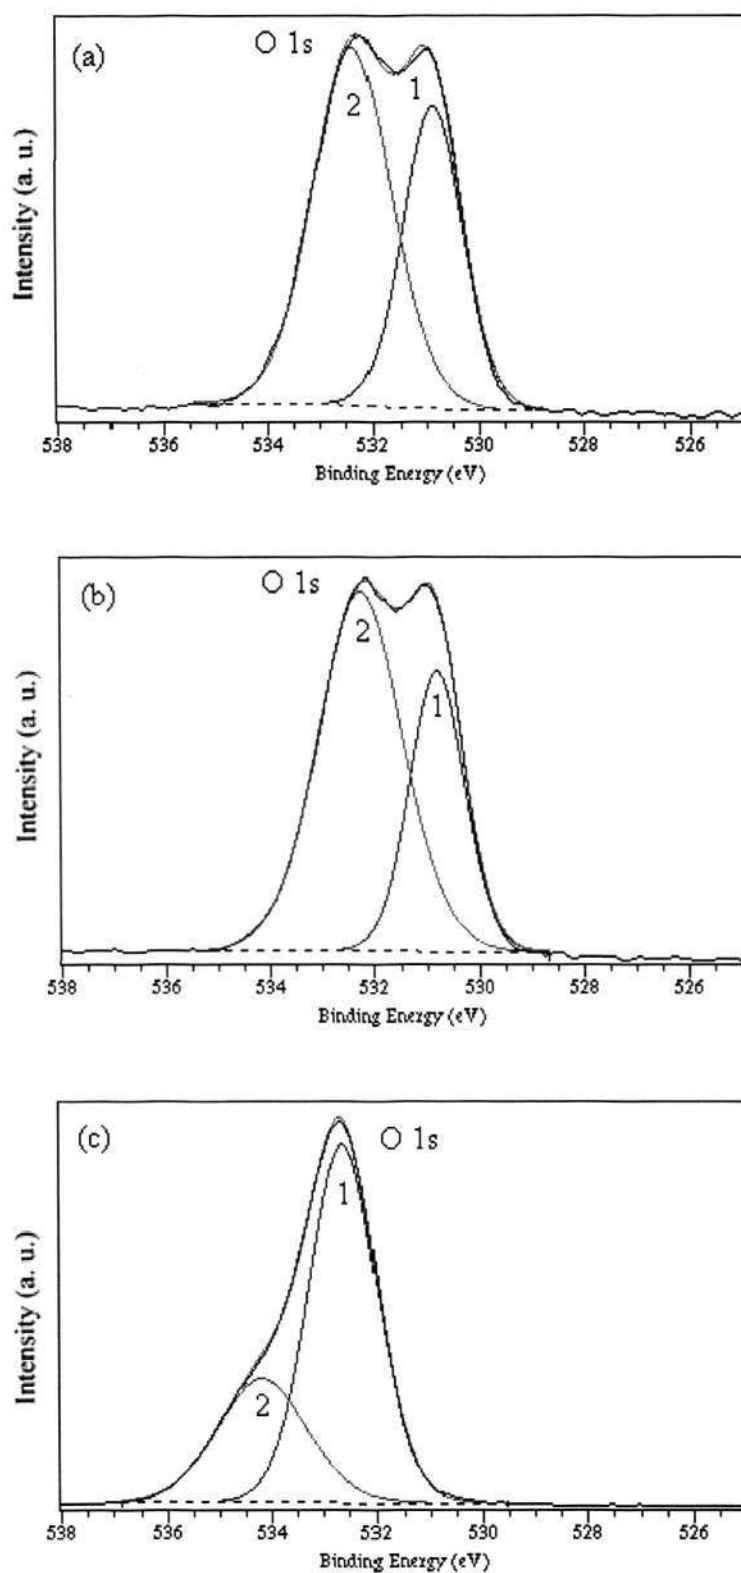 (a)
O 1s
2
1
Intensity (a. u.)
538 536 534 532 530 528 526
Binding Energy (eV)
(b)
O 1s
2
1
Intensity (a. u.)
538 536 534 532 530 528 526
Binding Energy (eV)
(c)
O 1s
1
2
Intensity (a. u.)
538 536 534 532 530 528 526
Binding Energy (eV)